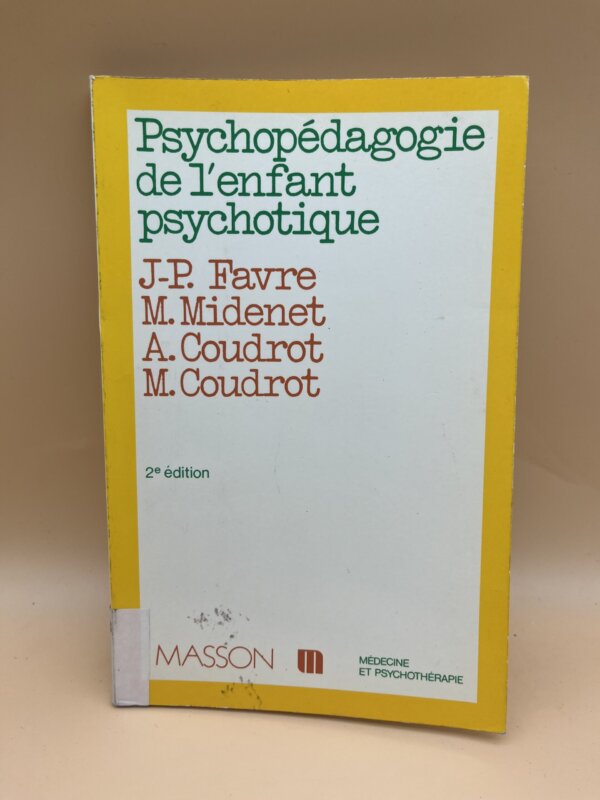 Psychopédagogie
de l'enfant
psychotique
J-P. Favre
M. Midenet
A. Coudrot
M. Coudrot
2e édition
MASSON m
MÉDECINE
ET PSYCHOTHÉRAPIE